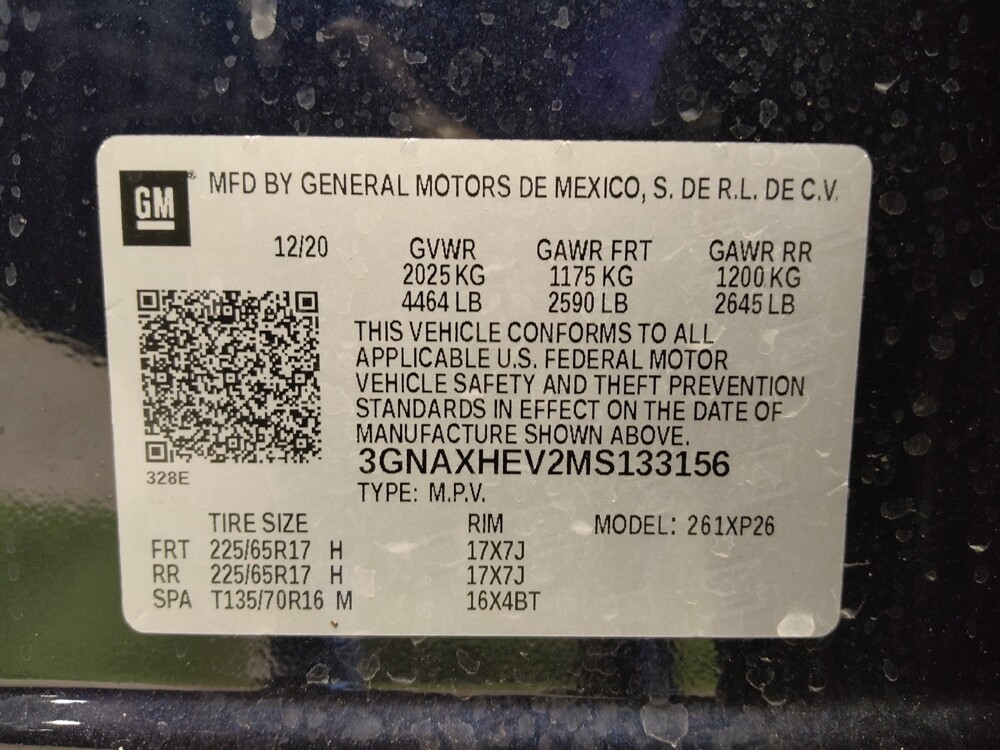 GM
MFD BY GENERAL MOTORS DE MEXICO, S. DE R.L. DE C.V.
12/20 GVWR GAWR FRT GAWR RR
2025 KG 1175 KG 1200 KG
4464 LB 2590 LB 2645 LB
THIS VEHICLE CONFORMS TO ALL
APPLICABLE U.S. FEDERAL MOTOR
VEHICLE SAFETY AND THEFT PREVENTION
STANDARDS IN EFFECT ON THE DATE OF
MANUFACTURE SHOWN ABOVE.
3GNAXHEV2MS133156
328E
TYPE: M.P.V.
TIRE SIZE RIM MODEL: 261XP26
FRT 225/65R17 H 17X7J
RR 225/65R17 H 17X7J
SPA T135/70R16 M 16X4BT